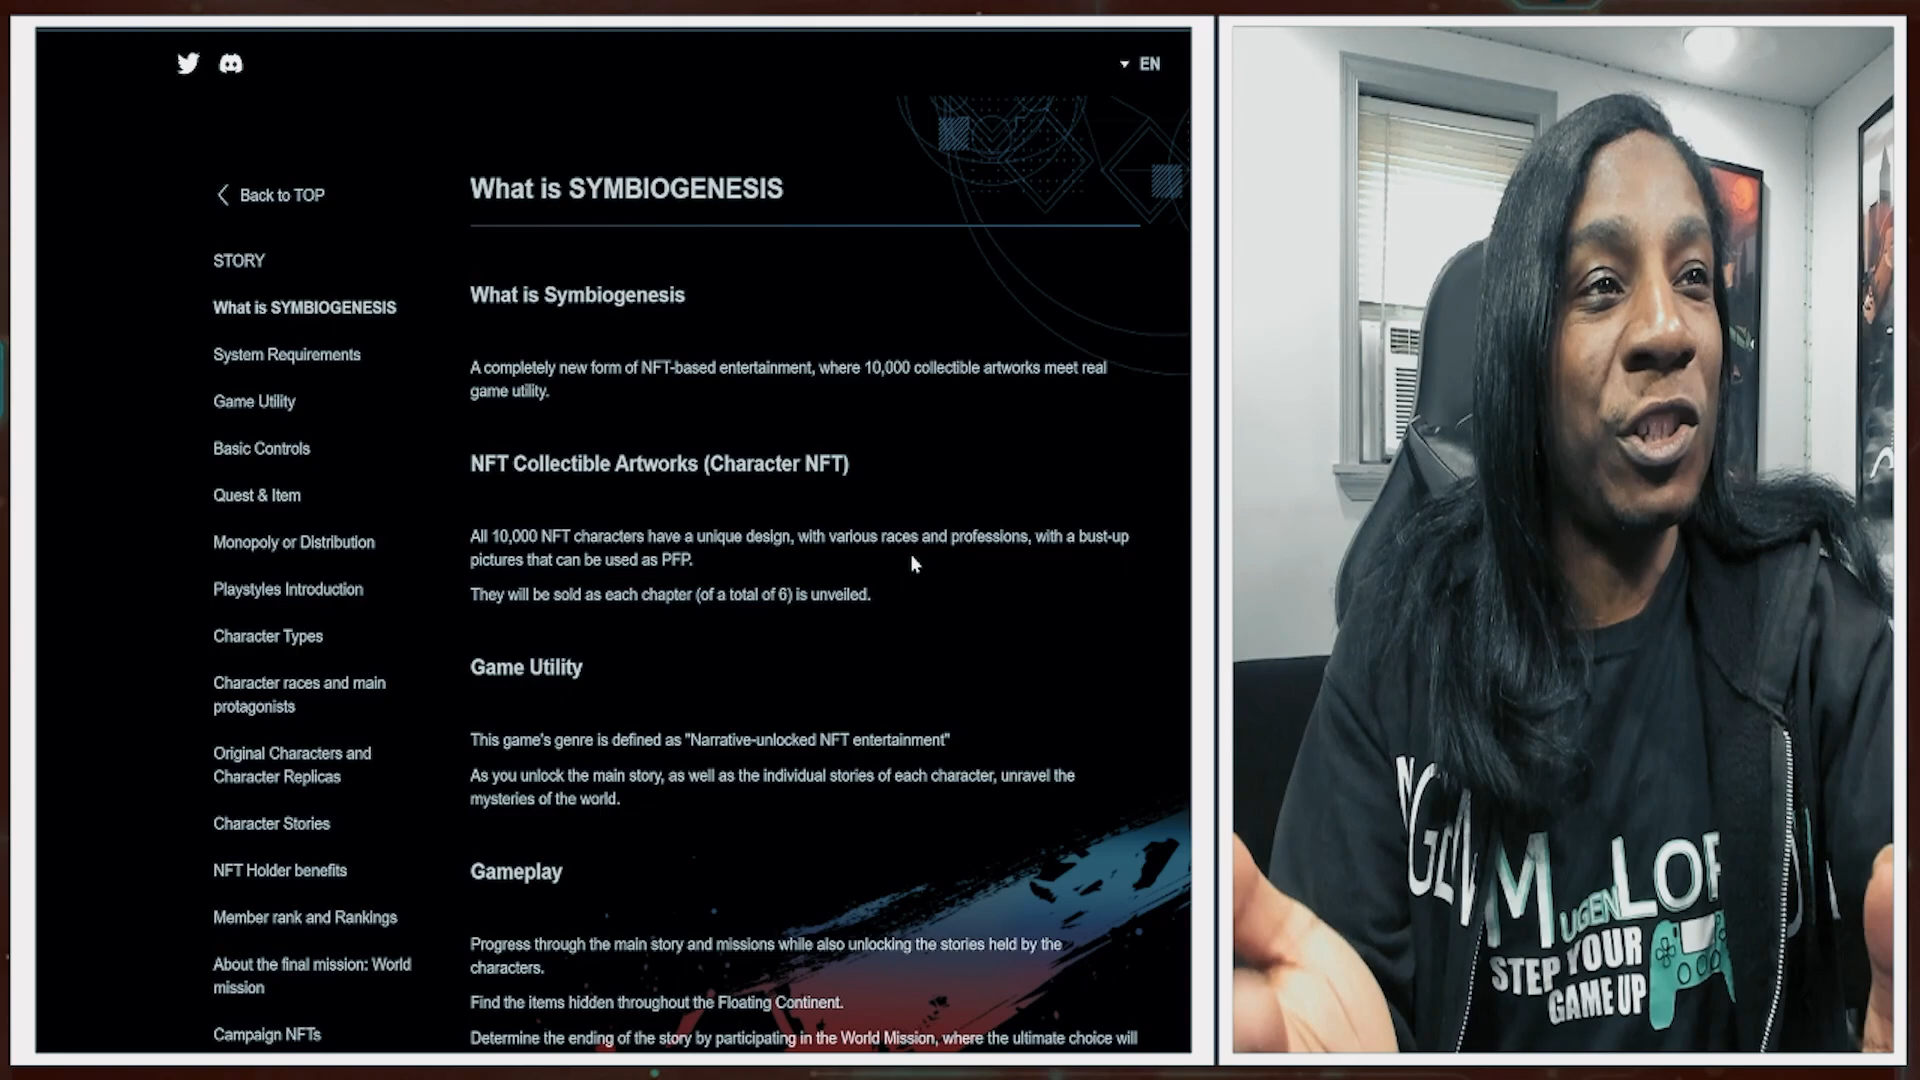 EN
Back to TOP
STORY
What is SYMBIOGENESIS
System Requirements
Game Utility
Basic Controls
Quest & Item
Monopoly or Distribution
Playstyles Introduction
Character Types
Character races and main
protagonists
Original Characters and
Character Replicas
Character Stories
NFT Holder benefits
Member rank and Rankings
About the final mission: World
mission
Campaign NFTs
What is SYMBIOGENESIS
What is Symbiogenesis
A completely new form of NFT-based entertainment, where 10,000 collectible artworks meet real
game utility.
NFT Collectible Artworks (Character NFT)
All 10,000 NFT characters have a unique design, with various races and professions, with a bust-up
pictures that can be used as PFP.
They will be sold as each chapter (of a total of 6) is unveiled.
Game Utility
This game's genre is defined as "Narrative-unlocked NFT entertainment"
As you unlock the main story, as well as the individual stories of each character, unravel the
mysteries of the world.
Gameplay
Progress through the main story and missions while also unlocking the stories held by the
characters.
Find the items hidden throughout the Floating Continent.
Determine the ending of the story by participating in the World Mission, where the ultimate choice will
MUGEN
STEP YOUR
GAME UP